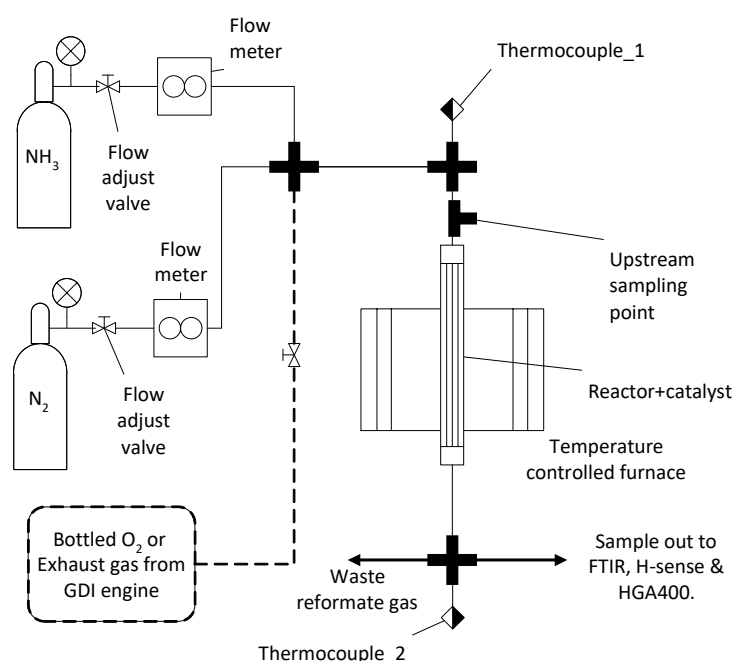 Flow
meter
Thermocouple_1
NH3
Flow
adjust
valve
Flow
meter
Upstream
sampling
point
N2
Flow
adjust
valve
Reactor+catalyst
Temperature
controlled furnace
Bottled O2 or
Exhaust gas from
GDI engine
Waste
reformate gas
Sample out to
FTIR, H-sense &
HGA400.
Thermocouple_2